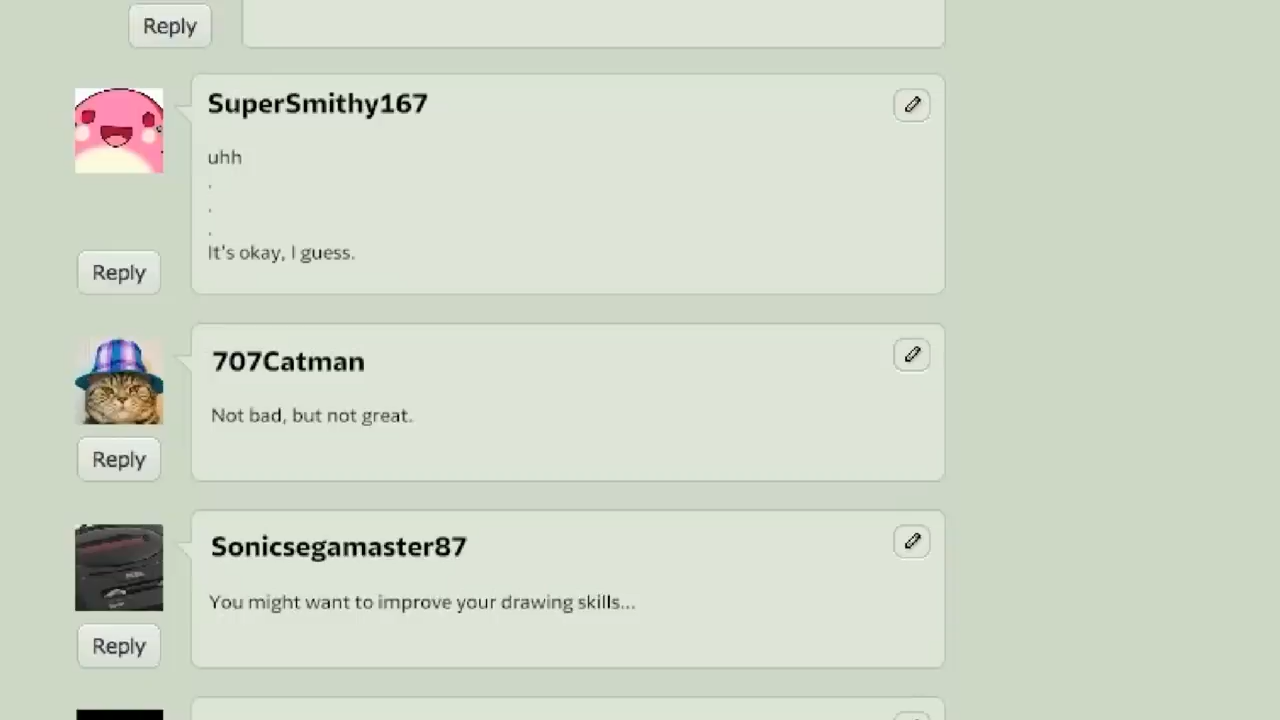 Reply
SuperSmithy167
uhh
.
.
.
It's okay, I guess.
Reply
707Catman
Not bad, but not great.
Reply
Sonicsegamaster87
You might want to improve your drawing skills...
Reply